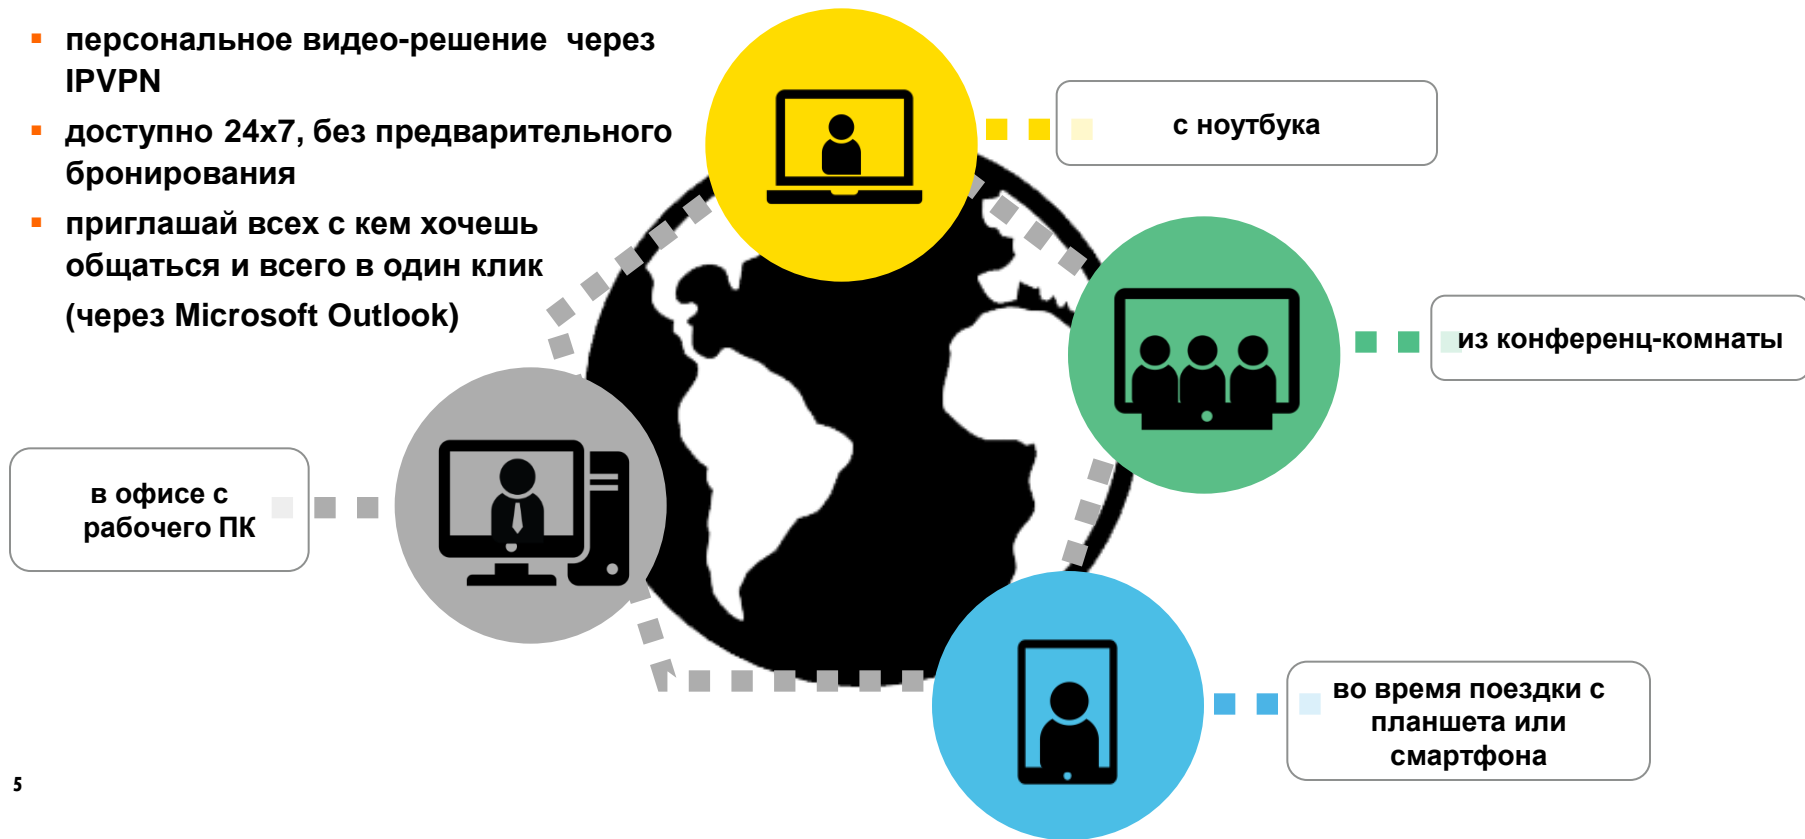 персональное видео-решение через
IPVPN
доступно 24х7, без предварительного
бронирования
приглашай всех с кем хочешь
общаться и всего в один клик
(через Microsoft Outlook)
с ноутбука
из конференц-комнаты
в офисе с
рабочего ПК
во время поездки с
планшета или
смартфона
5